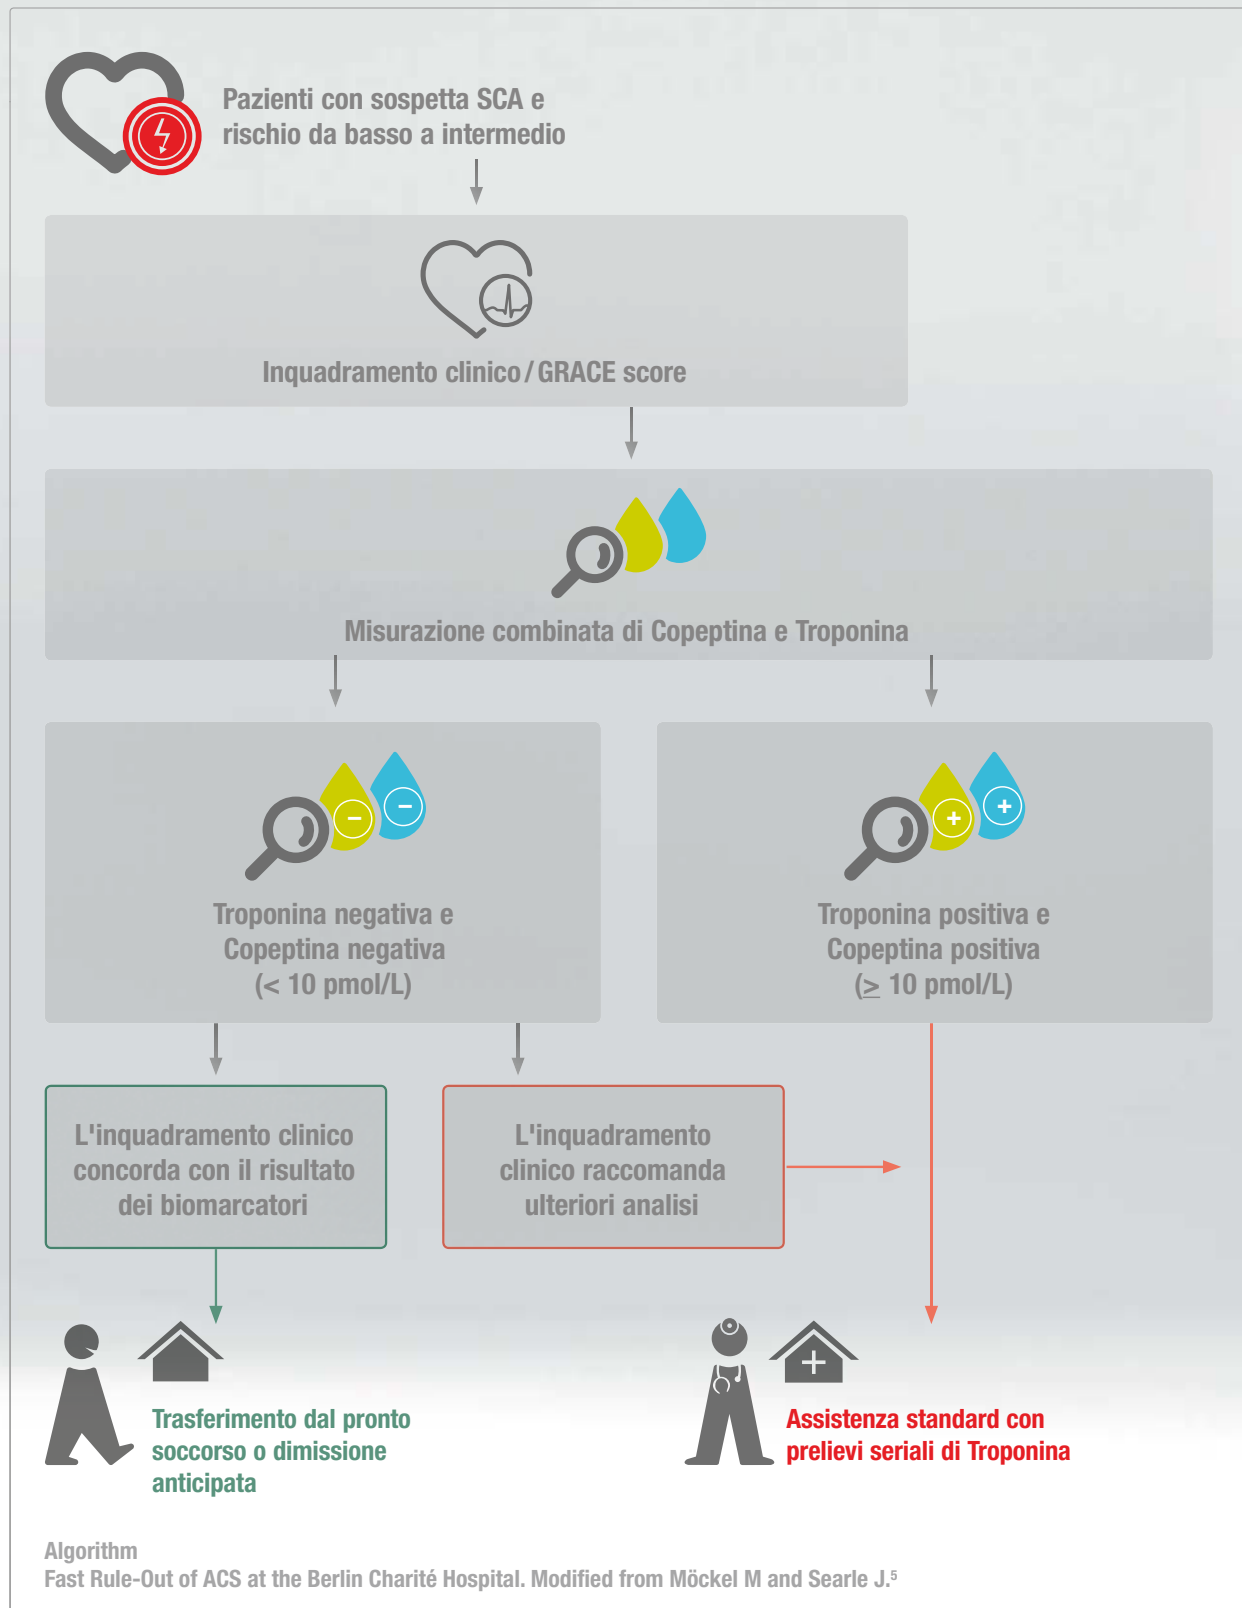 Pazienti con sospetta SCA e
rischio da basso a intermedio
Inquadramento clinico / GRACE score
Misurazione combinata di Copeptina e Troponina
Troponina negativa e
Copeptina negativa
(< 10 pmol/L)
Troponina positiva e
Copeptina positiva
(≥ 10 pmol/L)
L'inquadramento clinico
concorda con il risultato
dei biomarcatori
L'inquadramento
clinico raccomanda
ulteriori analisi
Trasferimento dal pronto
soccorso o dimissione
anticipata
Assistenza standard con
prelievi seriali di Troponina
Algorithm
Fast Rule-Out of ACS at the Berlin Charité Hospital. Modified from Möckel M and Searle J.⁵